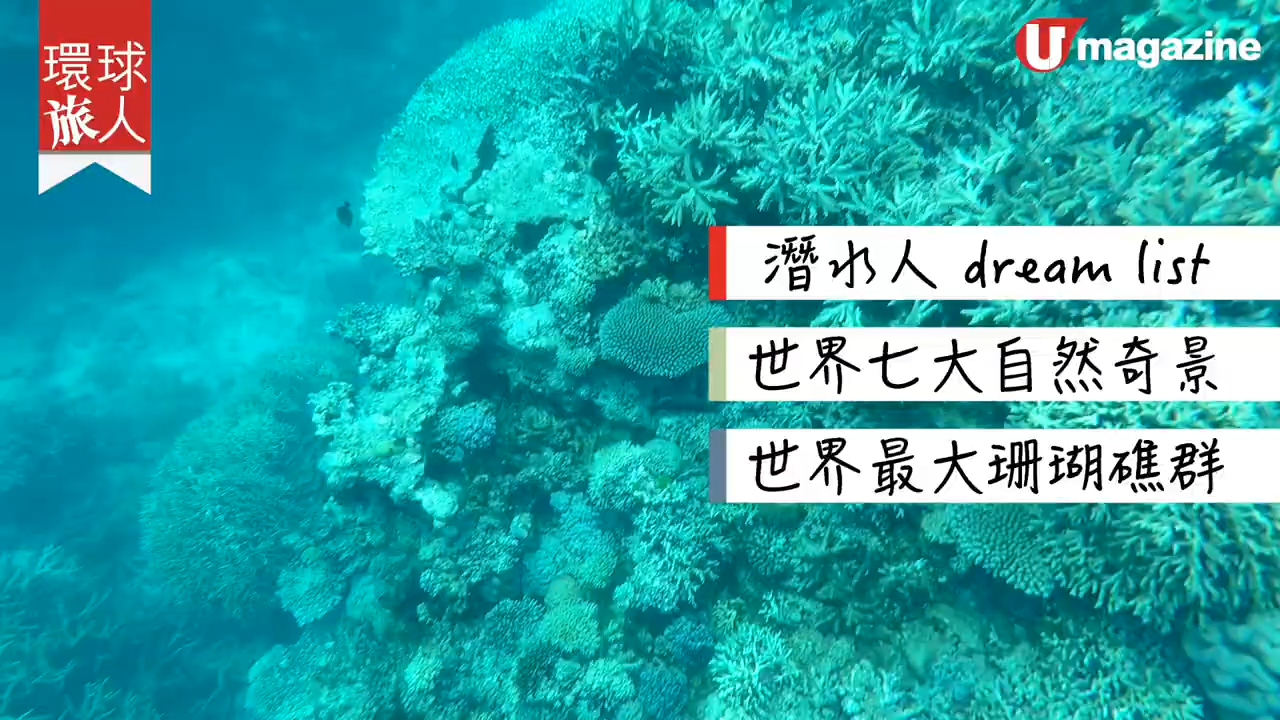 環球
旅人
U magazine
潛水人 dream list
世界七大自然奇景
世界最大珊瑚礁群